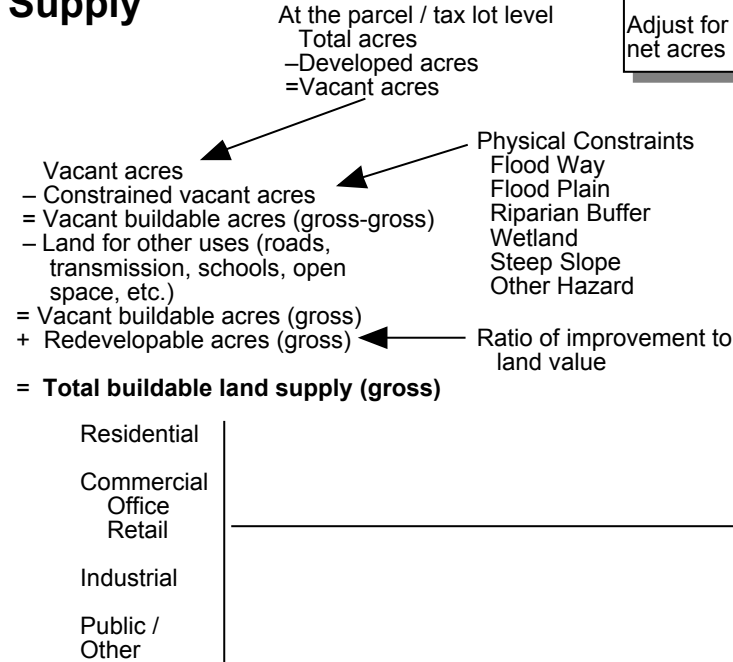 Supply
At the parcel / tax lot level
Total acres
–Developed acres
=Vacant acres
Adjust for
net acres
Vacant acres
– Constrained vacant acres
= Vacant buildable acres (gross-gross)
– Land for other uses (roads,
transmission, schools, open
space, etc.)
= Vacant buildable acres (gross)
+ Redevelopable acres (gross)
= Total buildable land supply (gross)
Physical Constraints
Flood Way
Flood Plain
Riparian Buffer
Wetland
Steep Slope
Other Hazard
Ratio of improvement to
land value
Residential
Commercial
Office
Retail
Industrial
Public /
Other